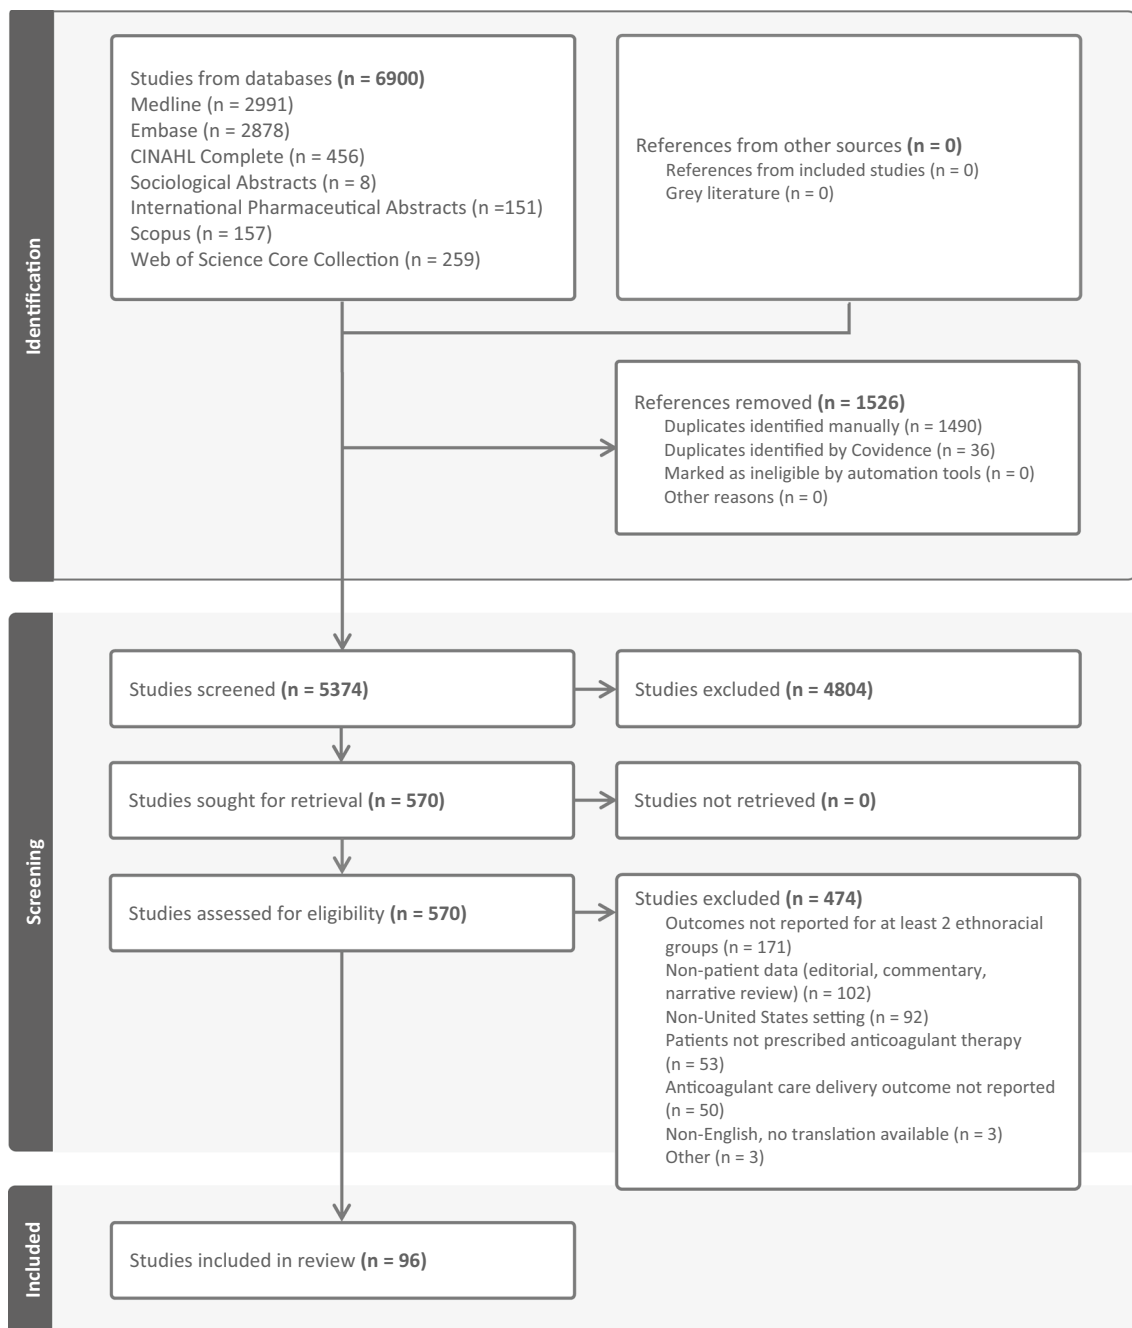 Identification
Studies from databases (n = 6900)
Medline (n = 2991)
Embase (n = 2878)
CINAHL Complete (n = 456)
Sociological Abstracts (n = 8)
International Pharmaceutical Abstracts (n =151)
Scopus (n = 157)
Web of Science Core Collection (n = 259)
References from other sources (n = 0)
References from included studies (n = 0)
Grey literature (n = 0)
References removed (n = 1526)
Duplicates identified manually (n = 1490)
Duplicates identified by Covidence (n = 36)
Marked as ineligible by automation tools (n = 0)
Other reasons (n = 0)
Screening
Studies screened (n = 5374)
Studies excluded (n = 4804)
Studies sought for retrieval (n = 570)
Studies not retrieved (n = 0)
Studies assessed for eligibility (n = 570)
Studies excluded (n = 474)
Outcomes not reported for at least 2 ethnoracial
groups (n = 171)
Non-patient data (editorial, commentary,
narrative review) (n = 102)
Non-United States setting (n = 92)
Patients not prescribed anticoagulant therapy
(n = 53)
Anticoagulant care delivery outcome not reported
(n = 50)
Non-English, no translation available (n = 3)
Other (n = 3)
Included
Studies included in review (n = 96)